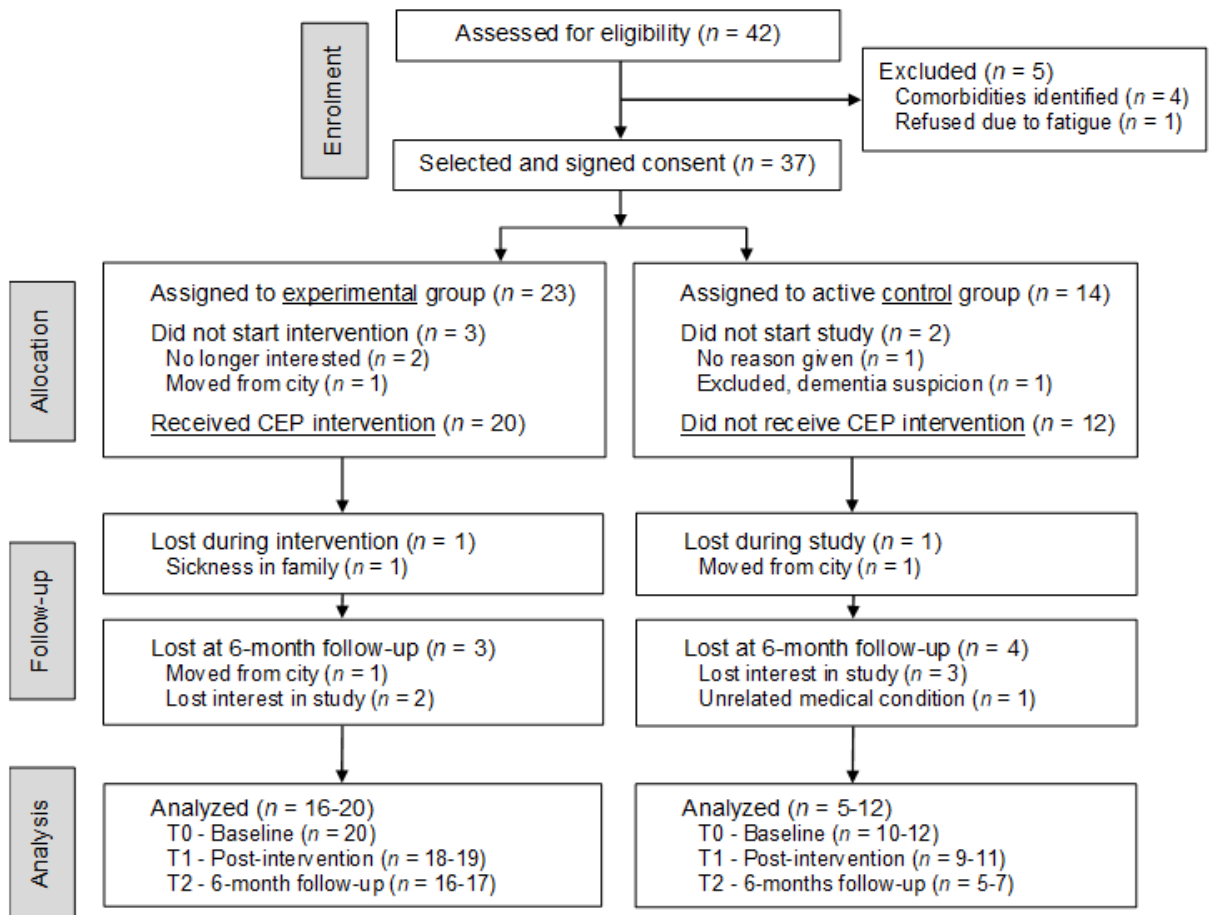 Enrolment
Assessed for eligibility (n = 42)
Excluded (n = 5)
Comorbidities identified (n = 4)
Refused due to fatigue (n = 1)
Selected and signed consent (n = 37)
Allocation
Assigned to experimental group (n = 23)
Did not start intervention (n = 3)
No longer interested (n = 2)
Moved from city (n = 1)
Received CEP intervention (n = 20)
Assigned to active control group (n = 14)
Did not start study (n = 2)
No reason given (n = 1)
Excluded, dementia suspicion (n = 1)
Did not receive CEP intervention (n = 12)
Follow-up
Lost during intervention (n = 1)
Sickness in family (n = 1)
Lost during study (n = 1)
Moved from city (n = 1)
Lost at 6-month follow-up (n = 3)
Moved from city (n = 1)
Lost interest in study (n = 2)
Lost at 6-month follow-up (n = 4)
Lost interest in study (n = 3)
Unrelated medical condition (n = 1)
Analysis
Analyzed (n = 16-20)
T0 - Baseline (n = 20)
T1 - Post-intervention (n = 18-19)
T2 - 6-month follow-up (n = 16-17)
Analyzed (n = 5-12)
T0 - Baseline (n = 10-12)
T1 - Post-intervention (n = 9-11)
T2 - 6-months follow-up (n = 5-7)